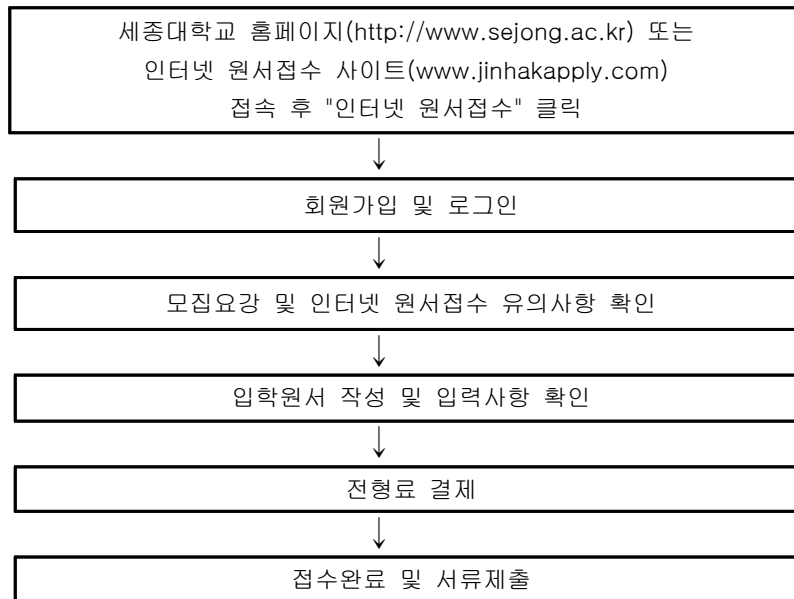 세종대학교 홈페이지(http://www.sejong.ac.kr) 또는
인터넷 원서접수 사이트(www.jinhakapply.com)
접속 후 "인터넷 원서접수" 클릭
↓
회원가입 및 로그인
↓
모집요강 및 인터넷 원서접수 유의사항 확인
↓
입학원서 작성 및 입력사항 확인
↓
전형료 결제
↓
접수완료 및 서류제출